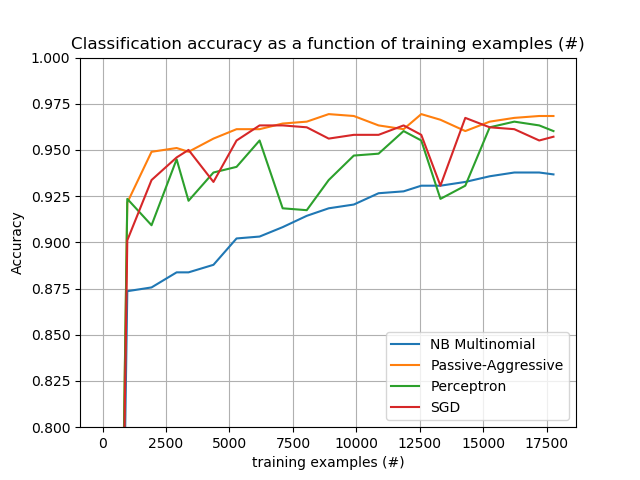 Classification accuracy as a function of training examples (#)
1.000
0.975
0.950
0.925
0.900
0.875
0.850
0.825
0.800
Accuracy
NB Multinomial
Passive-Aggressive
Perceptron
SGD
0 2500 5000 7500 10000 12500 15000 17500
training examples (#)